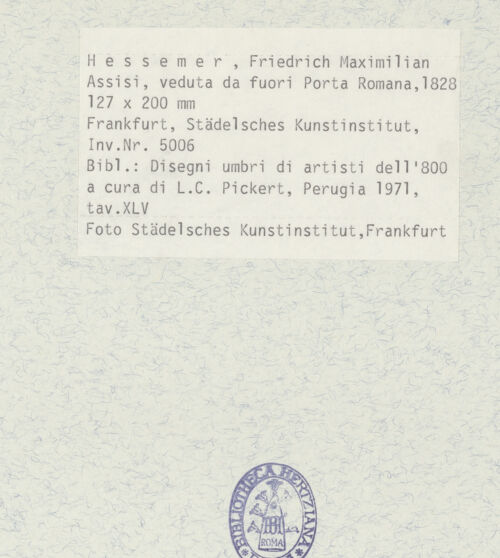 H e s s e m e r , Friedrich Maximilian
Assisi, veduta da fuori Porta Romana,1828
127 x 200 mm
Frankfurt, Städelsches Kunstinstitut,
Inv.Nr. 5006
Bibl.: Disegni umbri di artisti dell'800
a cura di L.C. Pickert, Perugia 1971,
tav.XLV
Foto Städelsches Kunstinstitut,Frankfurt
BIBLIOTHECA HERTZIANA
BH
ROMA